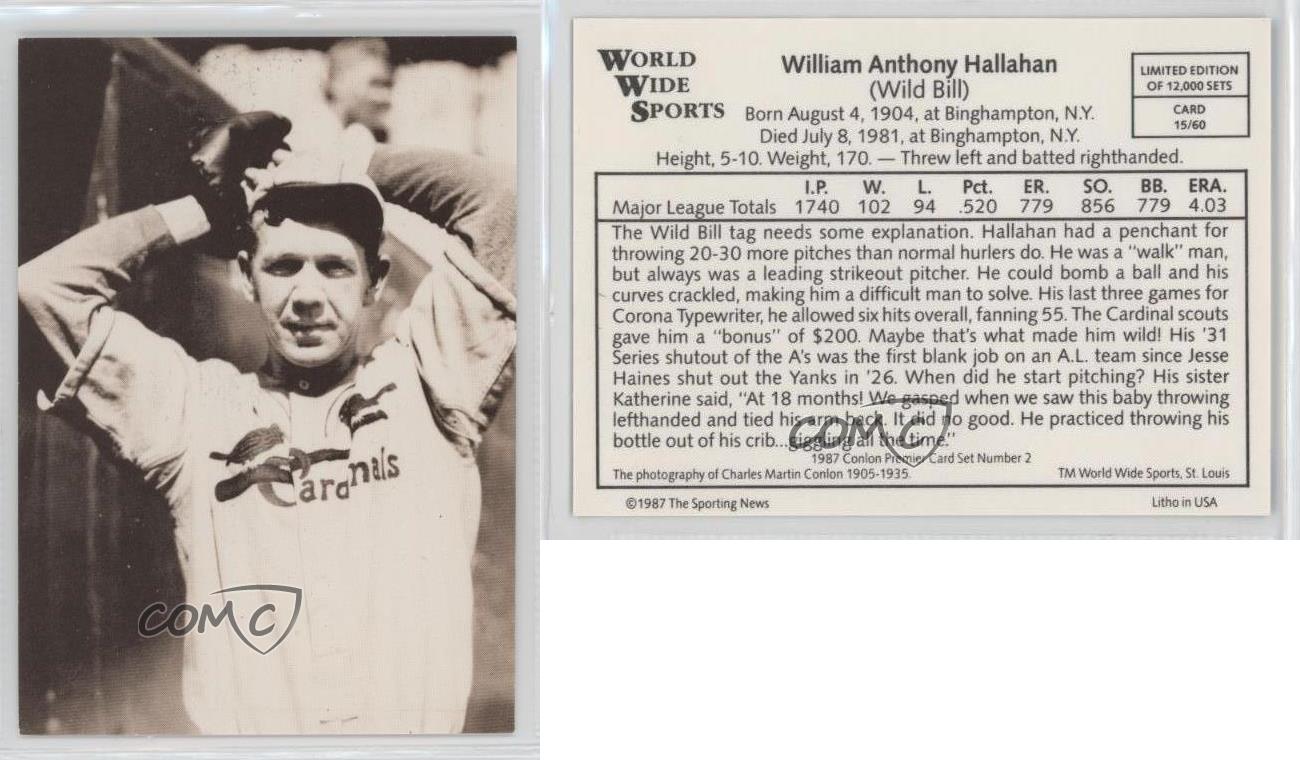 Cardinals
COMC
WORLD
WIDE
SPORTS
William Anthony Hallahan
(Wild Bill)
Born August 4, 1904, at Binghampton, N.Y.
Died July 8, 1981, at Binghampton, N.Y.
Height, 5-10. Weight, 170. — Threw left and batted righthanded.
LIMITED EDITION
OF 12,000 SETS
CARD
15/60
I.P. W. L. Pct. ER. SO. BB. ERA.
Major League Totals 1740 102 94 .520 779 856 779 4.03
The Wild Bill tag needs some explanation. Hallahan had a penchant for
throwing 20-30 more pitches than normal hurlers do. He was a "walk" man,
but always was a leading strikeout pitcher. He could bomb a ball and his
curves crackled, making him a difficult man to solve. His last three games for
Corona Typewriter, he allowed six hits overall, fanning 55. The Cardinal scouts
gave him a "bonus" of $200. Maybe that's what made him wild! His '31
Series shutout of the A's was the first blank job on an A.L. team since Jesse
Haines shut out the Yanks in '26. When did he start pitching? His sister
Katherine said, "At 18 months! We gasped when we saw this baby throwing
lefthanded and tied his arm back. It did no good. He practiced throwing his
bottle out of his crib...giggling all the time."
COMC
1987 Conlon Premier Card Set Number 2
The photography of Charles Martin Conlon 1905-1935. TM World Wide Sports, St. Louis
©1987 The Sporting News Litho in USA